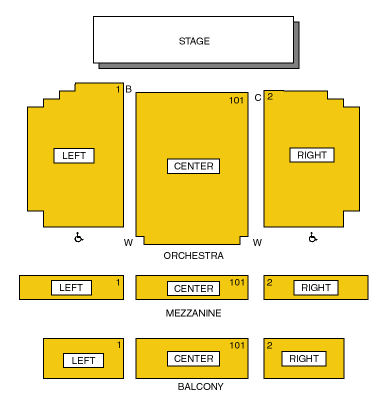 STAGE
1 B 101 C 2
LEFT CENTER RIGHT
W W
ORCHESTRA
LEFT 1 CENTER 101 2 RIGHT
MEZZANINE
LEFT 1 CENTER 101 2 RIGHT
BALCONY